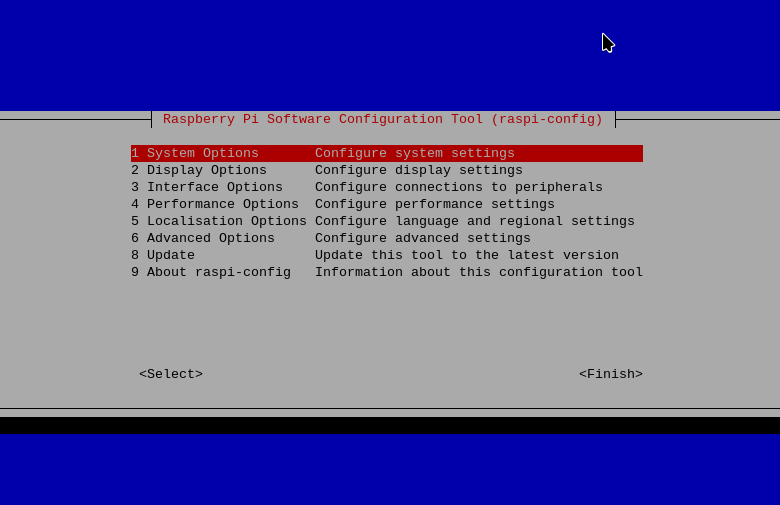 Raspberry Pi Software Configuration Tool (raspi-config)
1 System Options       Configure system settings
2 Display Options      Configure display settings
3 Interface Options    Configure connections to peripherals
4 Performance Options  Configure performance settings
5 Localisation Options Configure language and regional settings
6 Advanced Options     Configure advanced settings
8 Update               Update this tool to the latest version
9 About raspi-config   Information about this configuration tool
<Select>                                               <Finish>